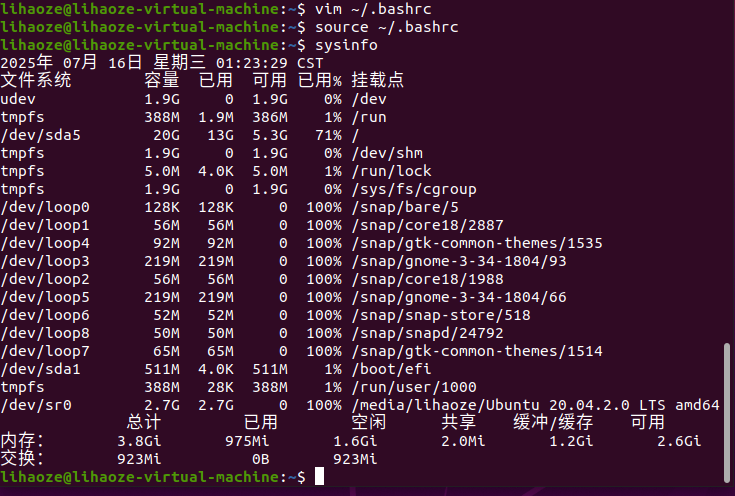 lihaoze@lihaoze-virtual-machine:~$ vim ~/.bashrc
lihaoze@lihaoze-virtual-machine:~$ source ~/.bashrc
lihaoze@lihaoze-virtual-machine:~$ sysinfo
2025年 07月 16日 星期三 01:23:29 CST
文件系统        容量  已用  可用 已用% 挂载点
udev            1.9G     0  1.9G    0% /dev
tmpfs           388M  1.9M  386M    1% /run
/dev/sda5        20G   13G  5.3G   71% /
tmpfs           1.9G     0  1.9G    0% /dev/shm
tmpfs           5.0M  4.0K  5.0M    1% /run/lock
tmpfs           1.9G     0  1.9G    0% /sys/fs/cgroup
/dev/loop0      128K  128K     0  100% /snap/bare/5
/dev/loop1       56M   56M     0  100% /snap/core18/2887
/dev/loop4       92M   92M     0  100% /snap/gtk-common-themes/1535
/dev/loop3      219M  219M     0  100% /snap/gnome-3-34-1804/93
/dev/loop2       56M   56M     0  100% /snap/core18/1988
/dev/loop5      219M  219M     0  100% /snap/gnome-3-34-1804/66
/dev/loop6       52M   52M     0  100% /snap/snap-store/518
/dev/loop8       50M   50M     0  100% /snap/snapd/24792
/dev/loop7       65M   65M     0  100% /snap/gtk-common-themes/1514
/dev/sda1       511M  4.0K  511M    1% /boot/efi
tmpfs           388M   28K  388M    1% /run/user/1000
/dev/sr0        2.7G  2.7G     0  100% /media/lihaoze/Ubuntu 20.04.2.0 LTS amd64
              总计         已用        空闲      共享    缓冲/缓存    可用
内存：        3.8Gi       975Mi       1.6Gi       2.0Mi       1.2Gi       2.6Gi
交换：        923Mi          0B       923Mi
lihaoze@lihaoze-virtual-machine:~$